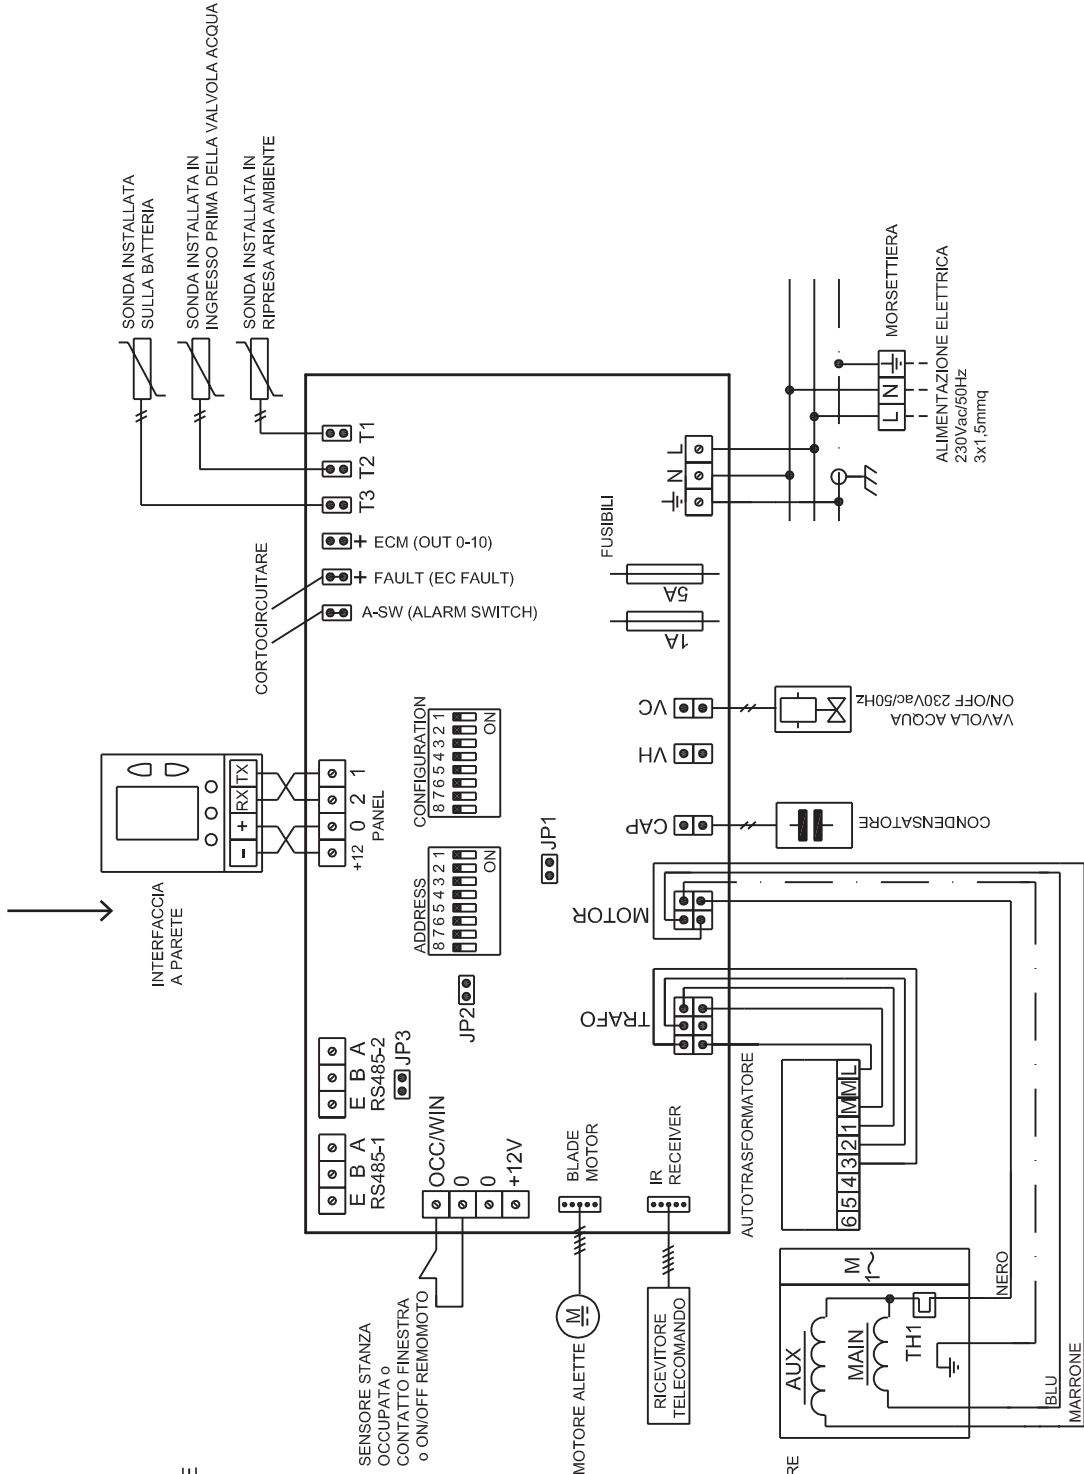 SONDA INSTALLATA
SULLA BATTERIA
SONDA INSTALLATA IN
INGRESSO PRIMA DELLA VALVOLA ACQUA
SONDA INSTALLATA IN
RIPRESA ARIA AMBIENTE
T1
T2
T3
+ ECM (OUT 0-10)
+ FAULT (EC FAULT)
A-SW (ALARM SWITCH)
CORTOCIRCUITARE
INTERFACCIA
A PARETE
- + RX TX
+12 0 2 1
PANEL
CONFIGURATION
8 7 6 5 4 3 2 1
ON
ADDRESS
8 7 6 5 4 3 2 1
ON
JP1
JP2
JP3
E B A
RS485-2
E B A
RS485-1
OCC/WIN
0
0
+12V
SENSORE STANZA
OCCUPATA o
CONTATTO FINESTRA
o ON/OFF REMOMOTO
BLADE
MOTOR
M
MOTORE ALETTE
IR
RECEIVER
RICEVITORE
TELECOMANDO
FUSIBILI
5A
1A
N L
MORSETTIERA
L N
ALIMENTAZIONE ELETTRICA
230Vac/50Hz
3x1,5mmq
VC
VAVOLA ACQUA
ON/OFF 230Vac/50Hz
VH
CAP
CONDENSATORE
MOTOR
TRAFO
AUTOTRASFORMATORE
6 5 4 3 2 1 M M L
M
1~
AUX
MAIN
TH1
NERO
BLU
MARRONE
E
RE